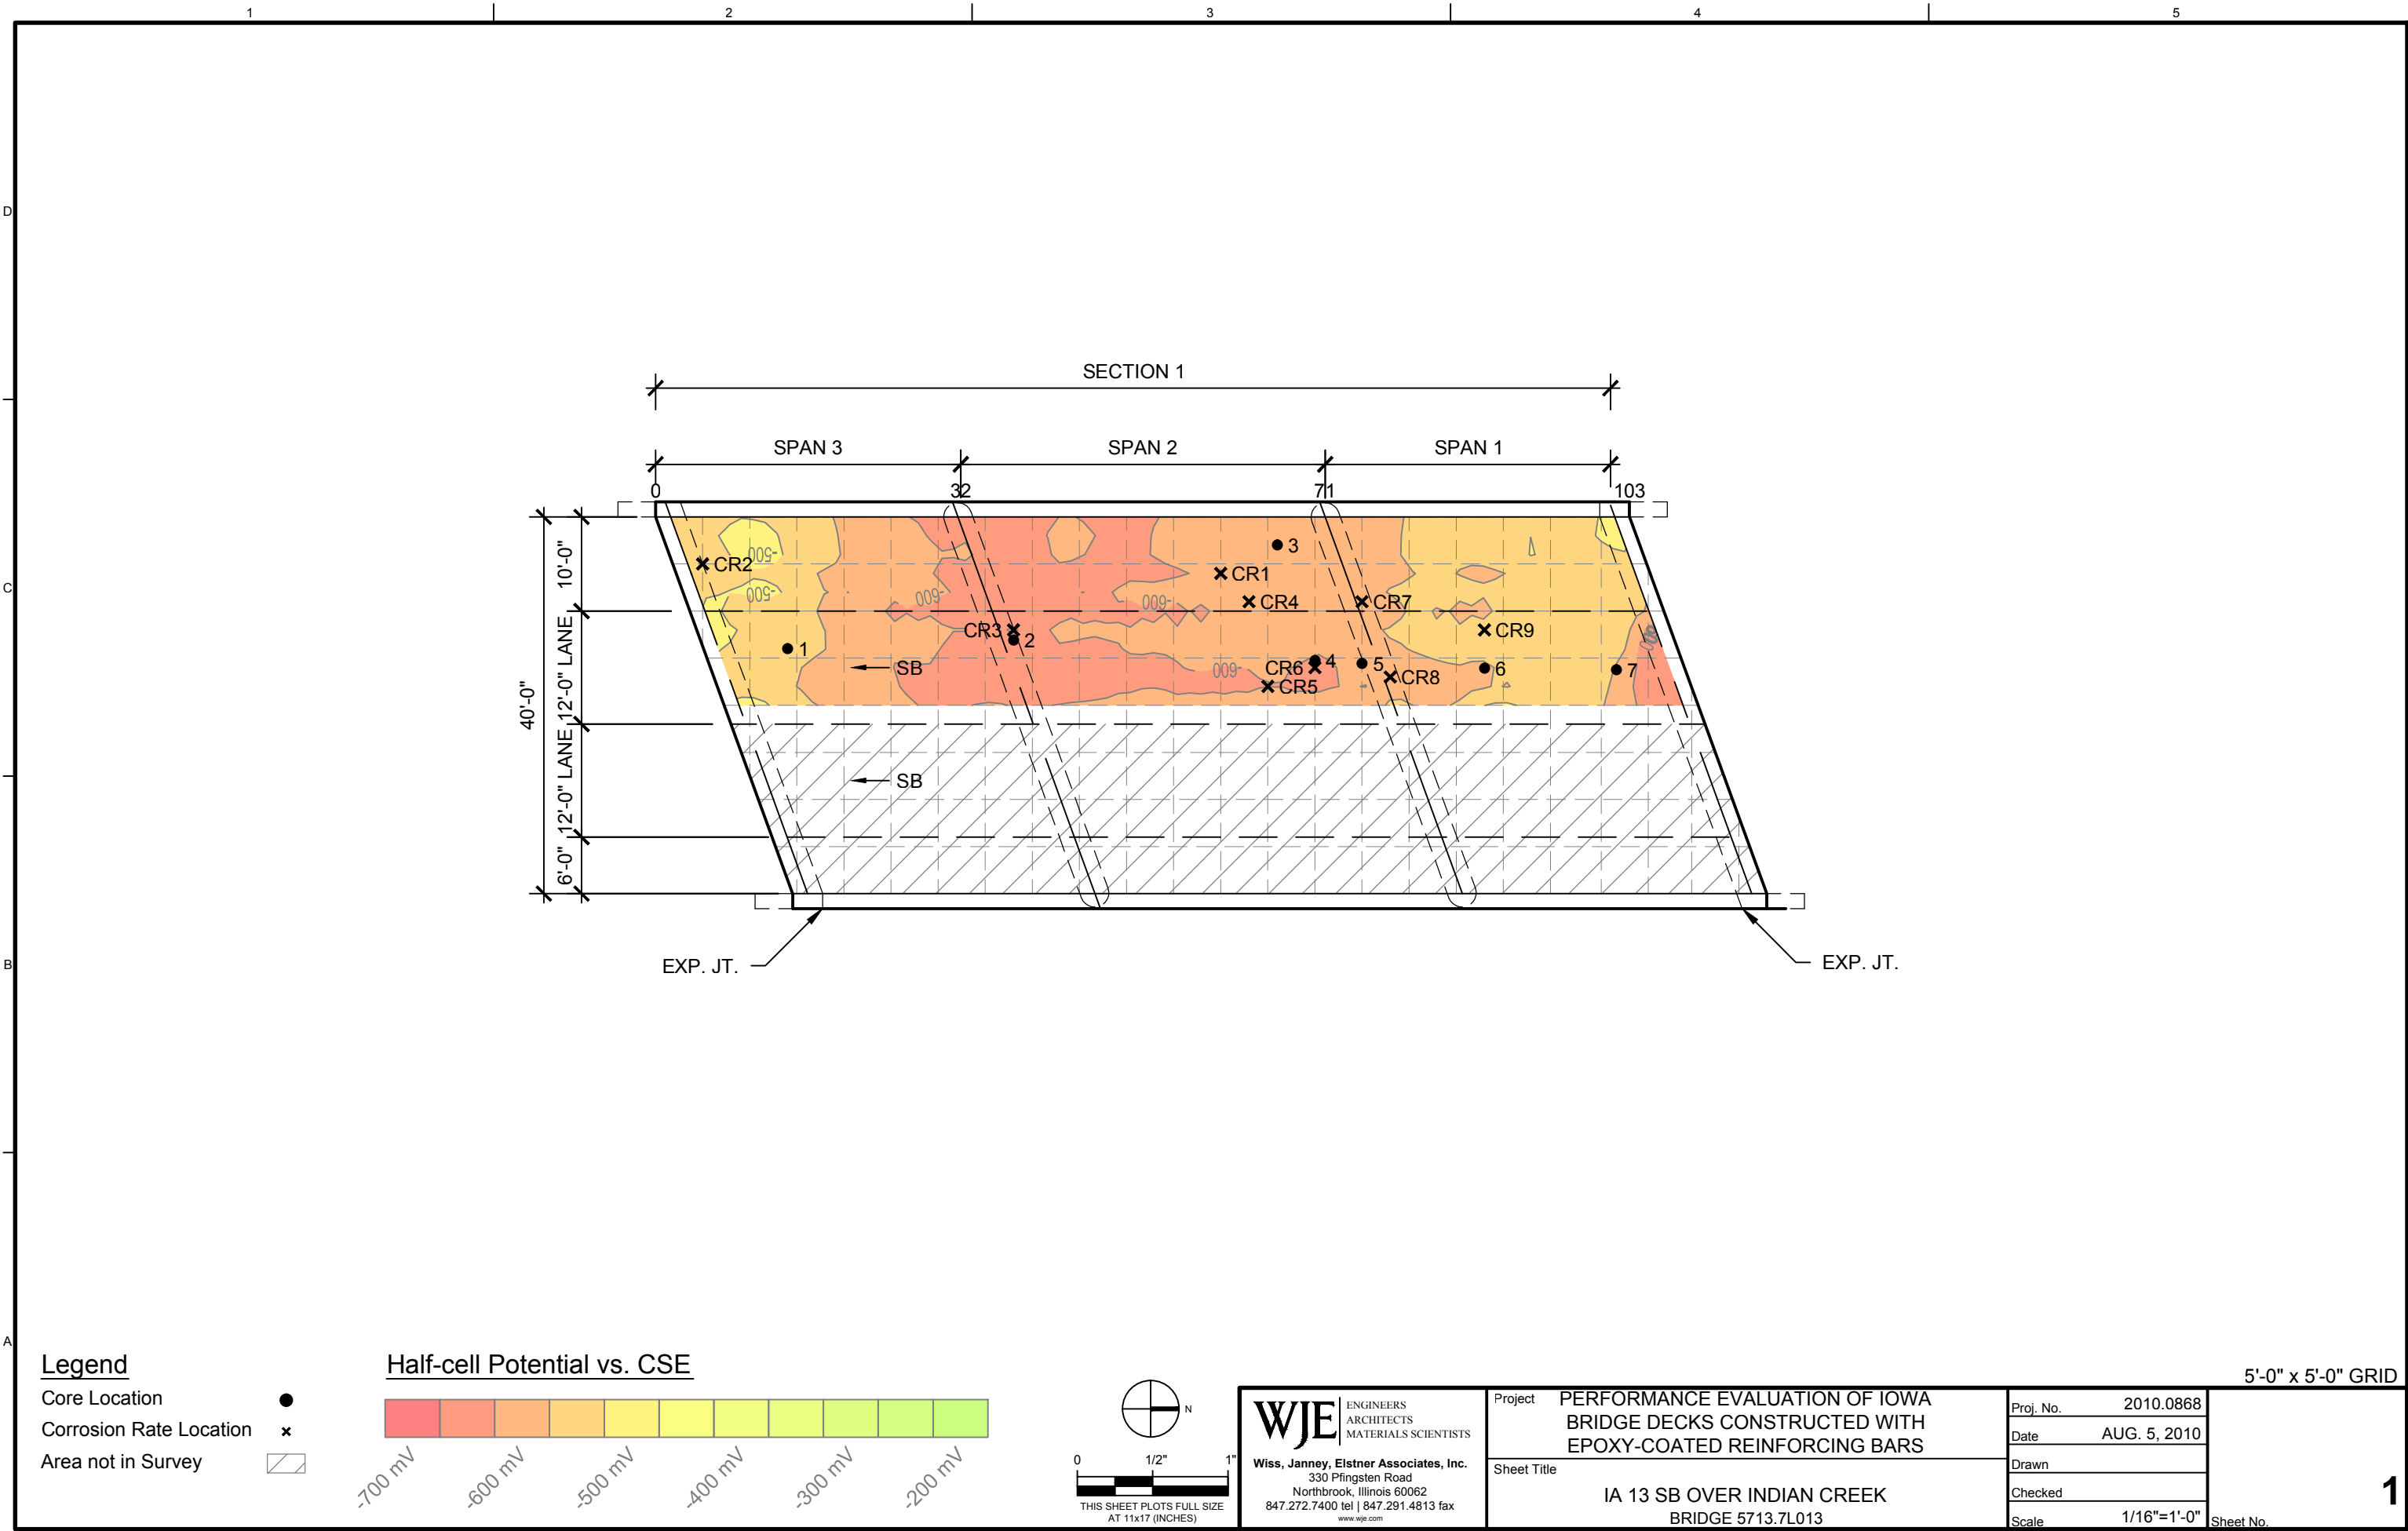 1 2 3 4 5
D
C
B
A
SECTION 1
SPAN 3 SPAN 2 SPAN 1
0 32 71 103
40'-0"
10'-0"
12'-0" LANE
12'-0" LANE
6'-0"
-500
-500
-600
-600
-600
-600
CR2
3
CR1
CR4
CR7
CR3
2
CR9
1
SB
CR6
4
5
CR8
6
7
CR5
SB
EXP. JT.
EXP. JT.
Legend
Core Location
Corrosion Rate Location
Area not in Survey
Half-cell Potential vs. CSE
-700 mV -600 mV -500 mV -400 mV -300 mV -200 mV
N
0 1/2" 1"
THIS SHEET PLOTS FULL SIZE
AT 11x17 (INCHES)
WJE
ENGINEERS
ARCHITECTS
MATERIALS SCIENTISTS
Wiss, Janney, Elstner Associates, Inc.
330 Pfingsten Road
Northbrook, Illinois 60062
847.272.7400 tel | 847.291.4813 fax
www.wje.com
Project PERFORMANCE EVALUATION OF IOWA
BRIDGE DECKS CONSTRUCTED WITH
EPOXY-COATED REINFORCING BARS
Sheet Title
IA 13 SB OVER INDIAN CREEK
BRIDGE 5713.7L013
5'-0" x 5'-0" GRID
Proj. No. 2010.0868
Date AUG. 5, 2010
Drawn
Checked
Scale 1/16"=1'-0"
Sheet No.
1